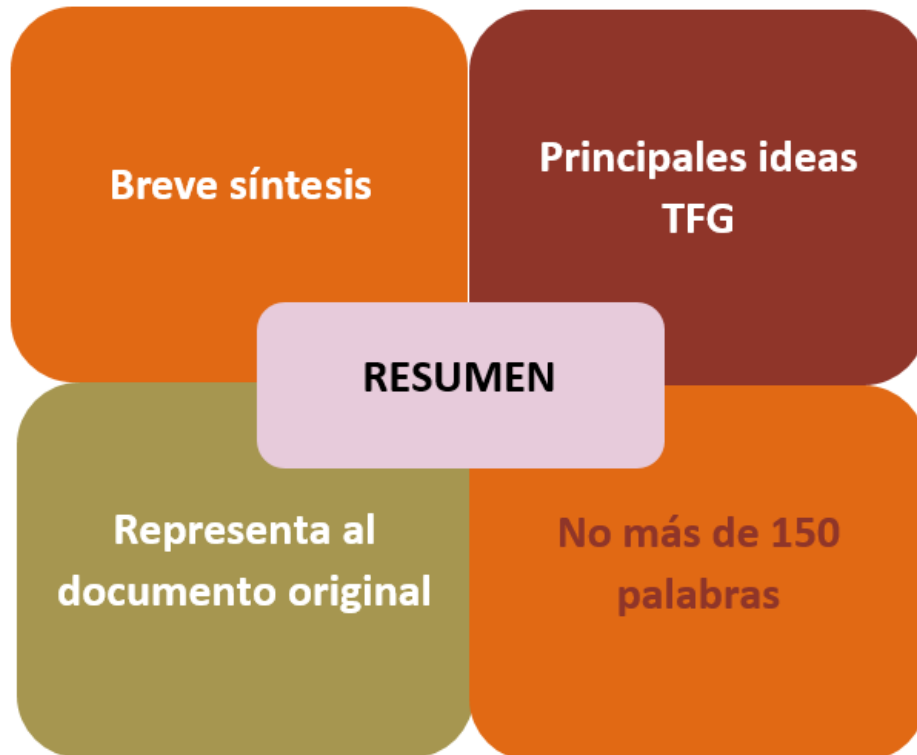 Breve síntesis
Principales ideas
TFG
RESUMEN
Representa al
documento original
No más de 150
palabras